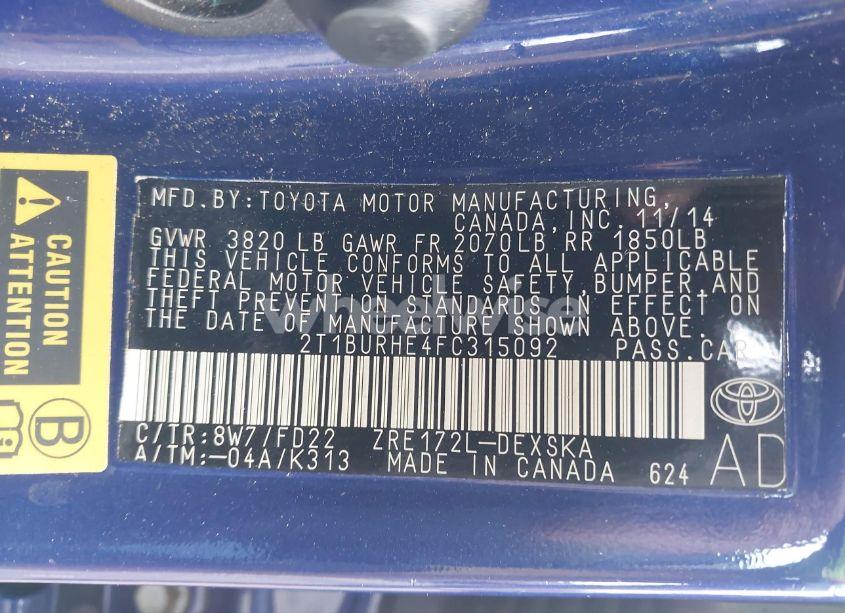 CAUTION
ATTENTION
B
MFD.BY:TOYOTA MOTOR MANUFACTURING,
CANADA,INC. 11/14
GVWR 3820 LB GAWR FR 2070LB RR 1850LB
THIS VEHICLE CONFORMS TO ALL APPLICABLE
FEDERAL MOTOR VEHICLE SAFETY,BUMPER,AND
THEFT PREVENTION STANDARDS IN EFFECT ON
THE DATE OF MANUFACTURE SHOWN ABOVE.
wheelwise
2T1BURHE4FC315092 PASS.CAR
C/TR:8W7/FD22 ZRE172L-DEXSKA
A/TM:-04A/K313 MADE IN CANADA 624
AD